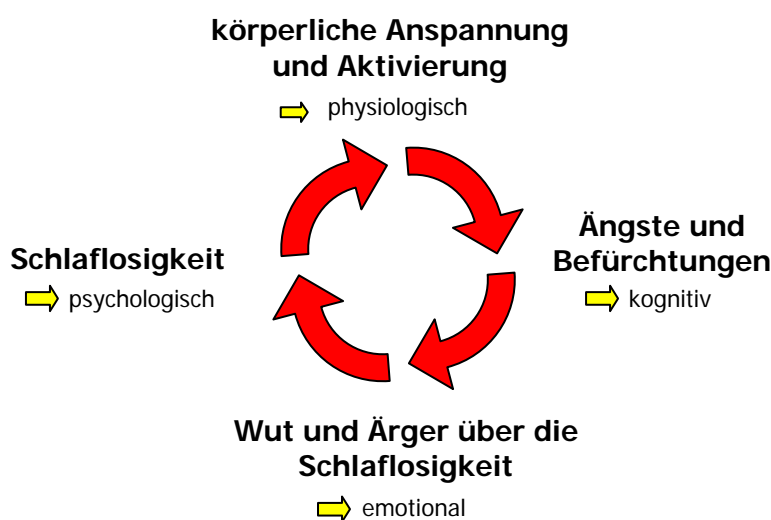 körperliche Anspannung
und Aktivierung
physiologisch
Ängste und
Befürchtungen
kognitiv
Wut und Ärger über die
Schlaflosigkeit
emotional
Schlaflosigkeit
psychologisch